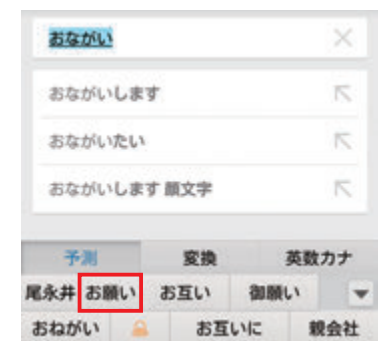 おながい
おながいします
おながいたい
おながいします 顔文字
予測 変換 英数カナ
尾永井 お願い お互い 御願い
おねがい お互いに 親会社